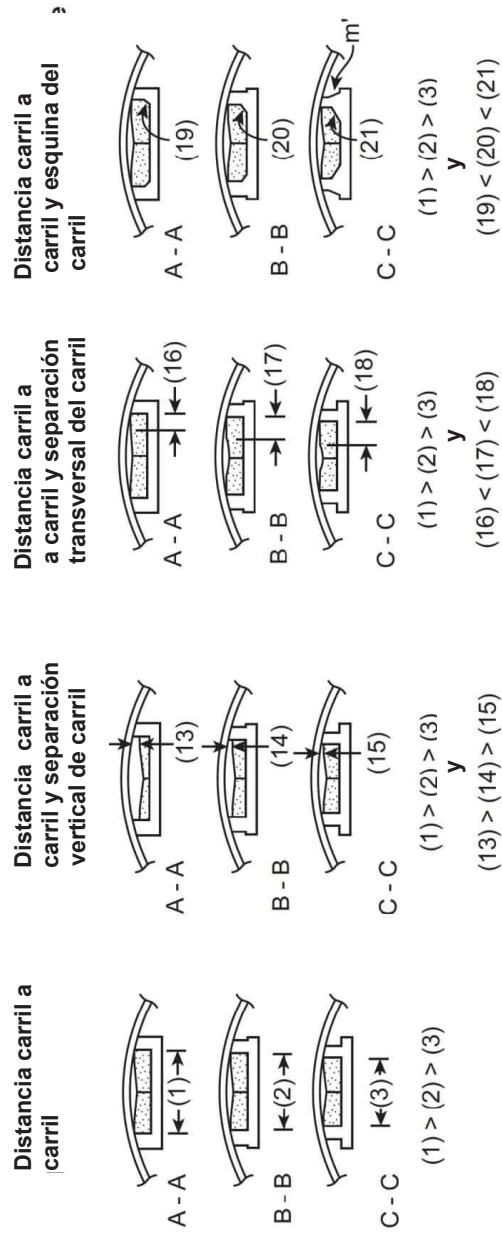 Distancia carril a
carril
A - A
(1)
B - B
(2)
C - C
(3)
(1) > (2) > (3)
Distancia carril a
carril y separación
vertical de carril
A - A
(13)
B - B
(14)
C - C
(15)
(1) > (2) > (3)
y
(13) > (14) > (15)
Distancia carril a
a carril y separación
transversal del carril
A - A
(16)
B - B
(17)
C - C
(18)
(1) > (2) > (3)
y
(16) < (17) < (18)
Distancia carril a
carril y esquina del
carril
A - A
(19)
B - B
(20)
C - C
(21)
m'
(1) > (2) > (3)
y
(19) < (20) < (21)